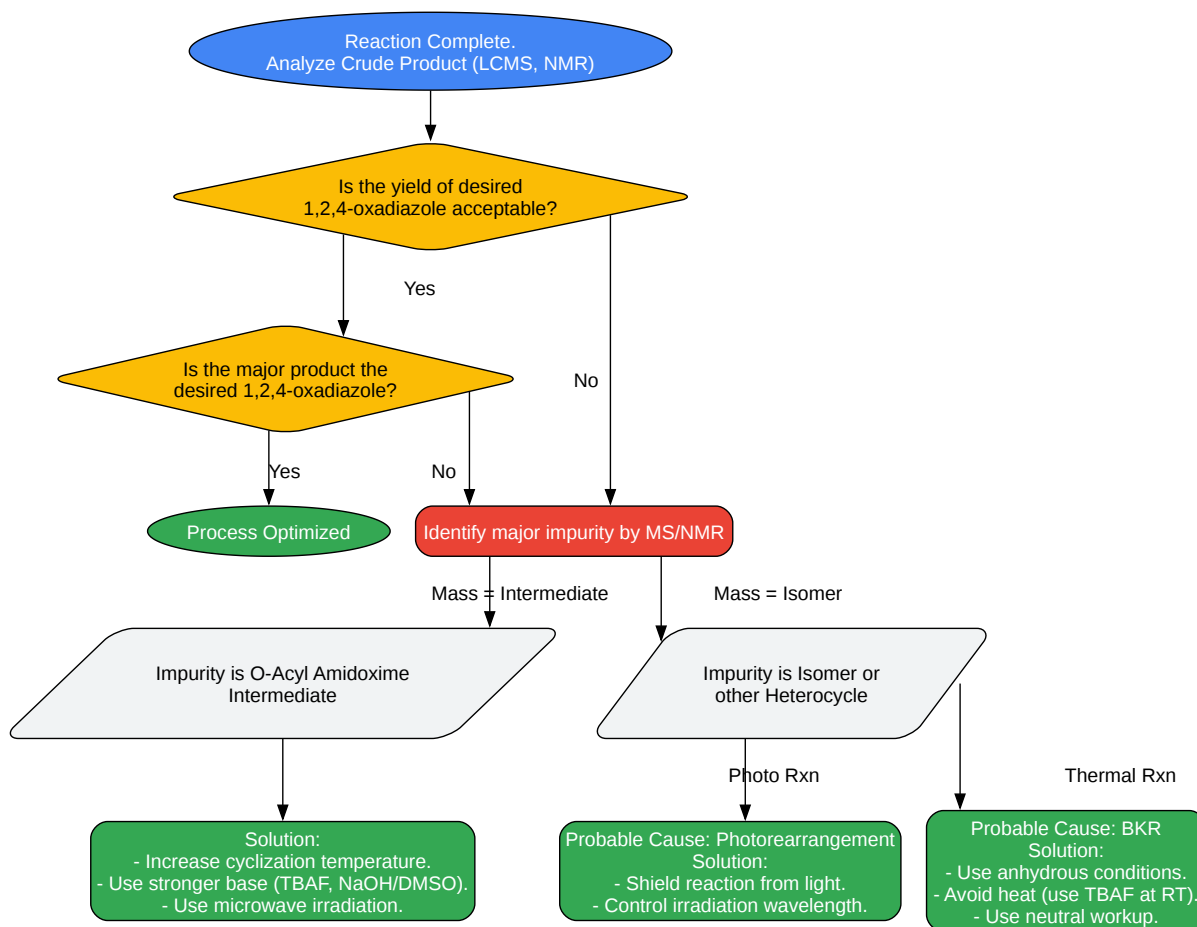 Reaction Complete.
Analyze Crude Product (LCMS, NMR)
Is the yield of desired
1,2,4-oxadiazole acceptable?
Yes
No
Is the major product the
desired 1,2,4-oxadiazole?
Yes
No
Process Optimized
Identify major impurity by MS/NMR
Mass = Intermediate
Mass = Isomer
Impurity is O-Acyl Amidoxime
Intermediate
Impurity is Isomer or
other Heterocycle
Photo Rxn
Thermal Rxn
Solution:
- Increase cyclization temperature.
- Use stronger base (TBAF, NaOH/DMSO).
- Use microwave irradiation.
Probable Cause: Photorearrangement
Solution:
- Shield reaction from light.
- Control irradiation wavelength.
Probable Cause: BKR
Solution:
- Use anhydrous conditions.
- Avoid heat (use TBAF at RT).
- Use neutral workup.